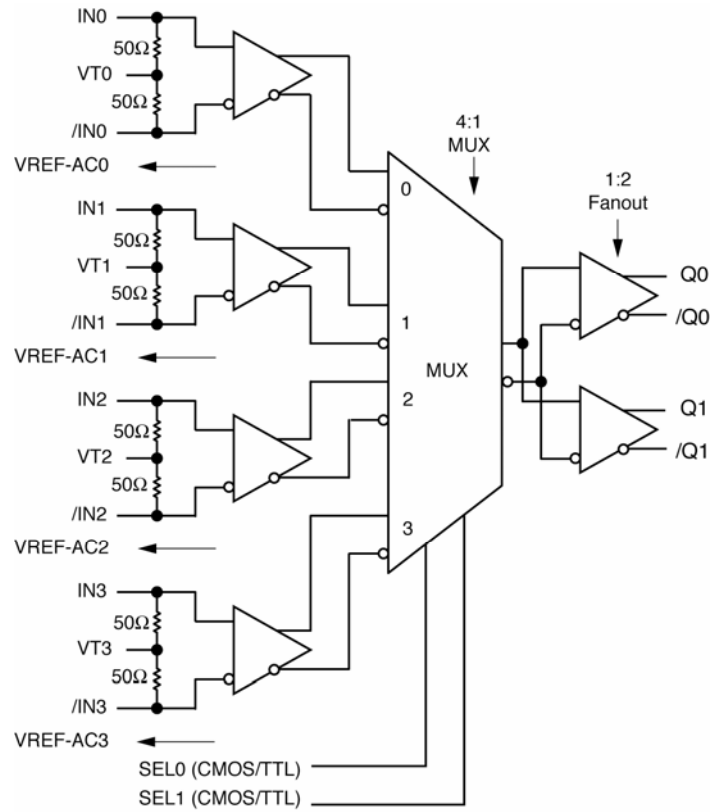 IN0
50Ω
VT0
50Ω
/IN0
VREF-AC0
IN1
50Ω
VT1
50Ω
/IN1
VREF-AC1
IN2
50Ω
VT2
50Ω
/IN2
VREF-AC2
IN3
50Ω
VT3
50Ω
/IN3
VREF-AC3
SEL0 (CMOS/TTL)
SEL1 (CMOS/TTL)
4:1
MUX
0
1
MUX
2
3
1:2
Fanout
Q0
/Q0
Q1
/Q1